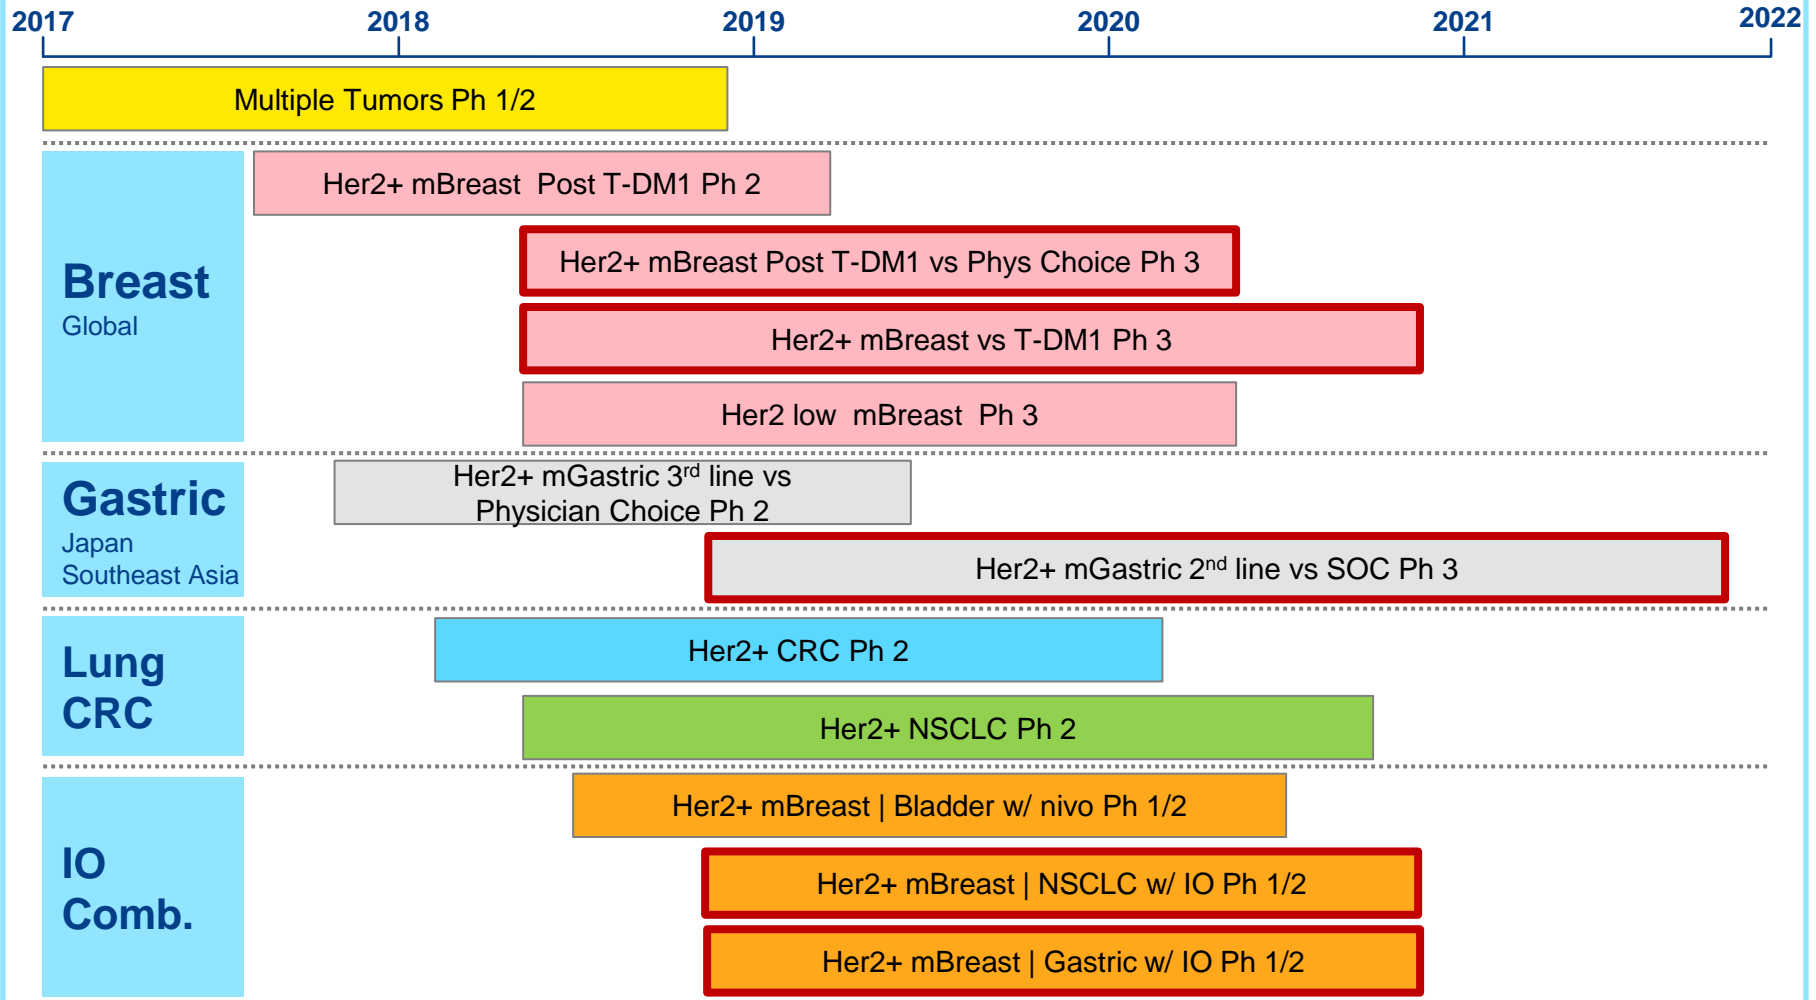 2017 2018 2019 2020 2021 2022
Multiple Tumors Ph 1/2
Breast
Global
Her2+ mBreast Post T-DM1 Ph 2
Her2+ mBreast Post T-DM1 vs Phys Choice Ph 3
Her2+ mBreast vs T-DM1 Ph 3
Her2 low mBreast Ph 3
Gastric
Japan
Southeast Asia
Her2+ mGastric 3rd line vs
Physician Choice Ph 2
Her2+ mGastric 2nd line vs SOC Ph 3
Lung
CRC
Her2+ CRC Ph 2
Her2+ NSCLC Ph 2
IO
Comb.
Her2+ mBreast | Bladder w/ nivo Ph 1/2
Her2+ mBreast | NSCLC w/ IO Ph 1/2
Her2+ mBreast | Gastric w/ IO Ph 1/2